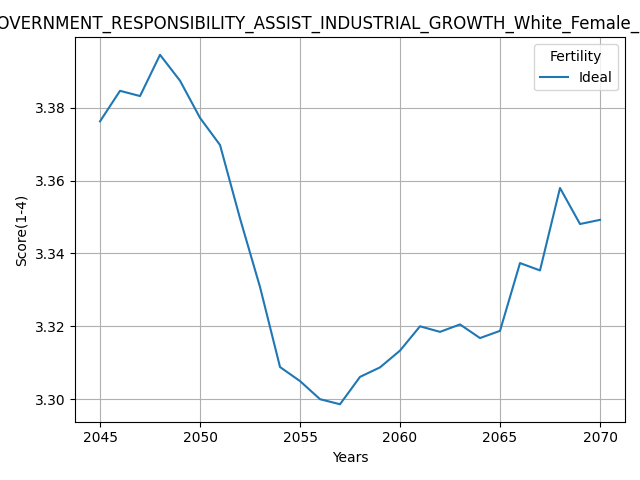 OVERNMENT_RESPONSIBILITY_ASSIST_INDUSTRIAL_GROWTH_White_Female_
Fertility
Ideal
3.38
3.36
3.34
3.32
3.30
Score(1-4)
2045 2050 2055 2060 2065 2070
Years